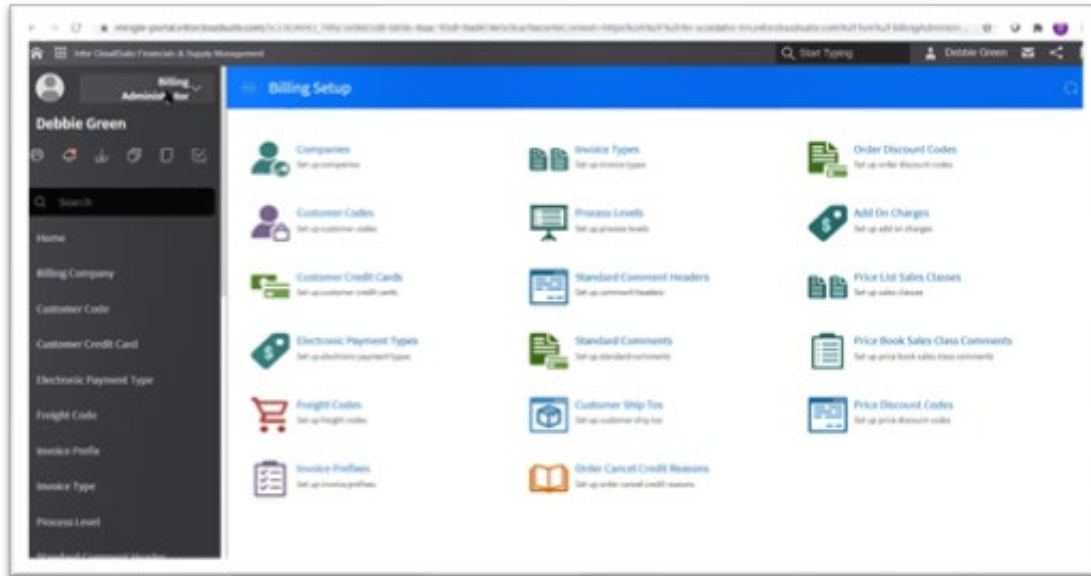 Infor CloudSuite Financials & Supply Management
Start Typing
Debbie Green
Billing
Administrator
Debbie Green
Search
Home
Billing Company
Customer Code
Customer Credit Card
Electronic Payment Type
Freight Code
Invoice Prefix
Invoice Type
Process Level
Standard Comment Header
Billing Setup
Companies
Set up companies
Invoice Types
Set up invoice types
Order Discount Codes
Set up order discount codes
Customer Codes
Set up customer codes
Process Levels
Set up process levels
Add On Charges
Set up add on charges
Customer Credit Cards
Set up customer credit cards
Standard Comment Headers
Set up comment headers
Price List Sales Classes
Set up sales classes
Electronic Payment Types
Set up electronic payment types
Standard Comments
Set up standard comments
Price Book Sales Class Comments
Set up price book sales class comments
Freight Codes
Set up freight codes
Customer Ship Tos
Set up customer ship tos
Price Discount Codes
Set up price discount codes
Invoice Prefixes
Set up invoice prefixes
Order Cancel Credit Reasons
Set up order cancel credit reasons